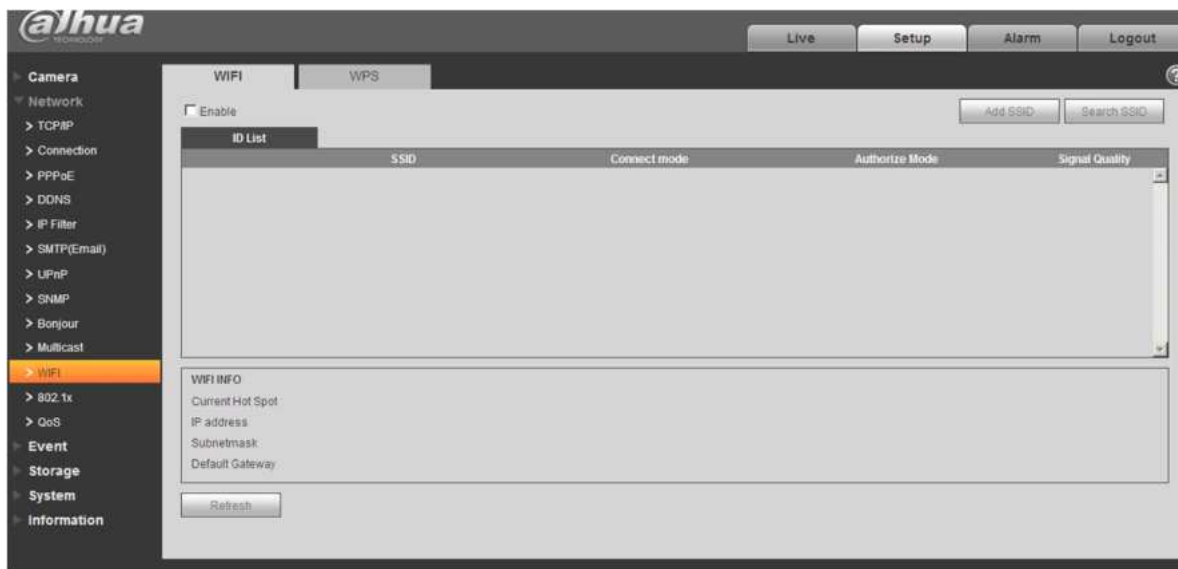 alhua
TECHNOLOGY
Live
Setup
Alarm
Logout
Camera
Network
> TCP/IP
> Connection
> PPPoE
> DDNS
> IP Filter
> SMTP(Email)
> UPnP
> SNMP
> Bonjour
> Multicast
> WIFI
> 802.1x
> QoS
Event
Storage
System
Information
WIFI
WPS
?
Enable
Add SSID
Search SSID
ID List
SSID Connect mode Authorize Mode Signal Quality
WIFI INFO
Current Hot Spot
IP address
Subnetmask
Default Gateway
Refresh